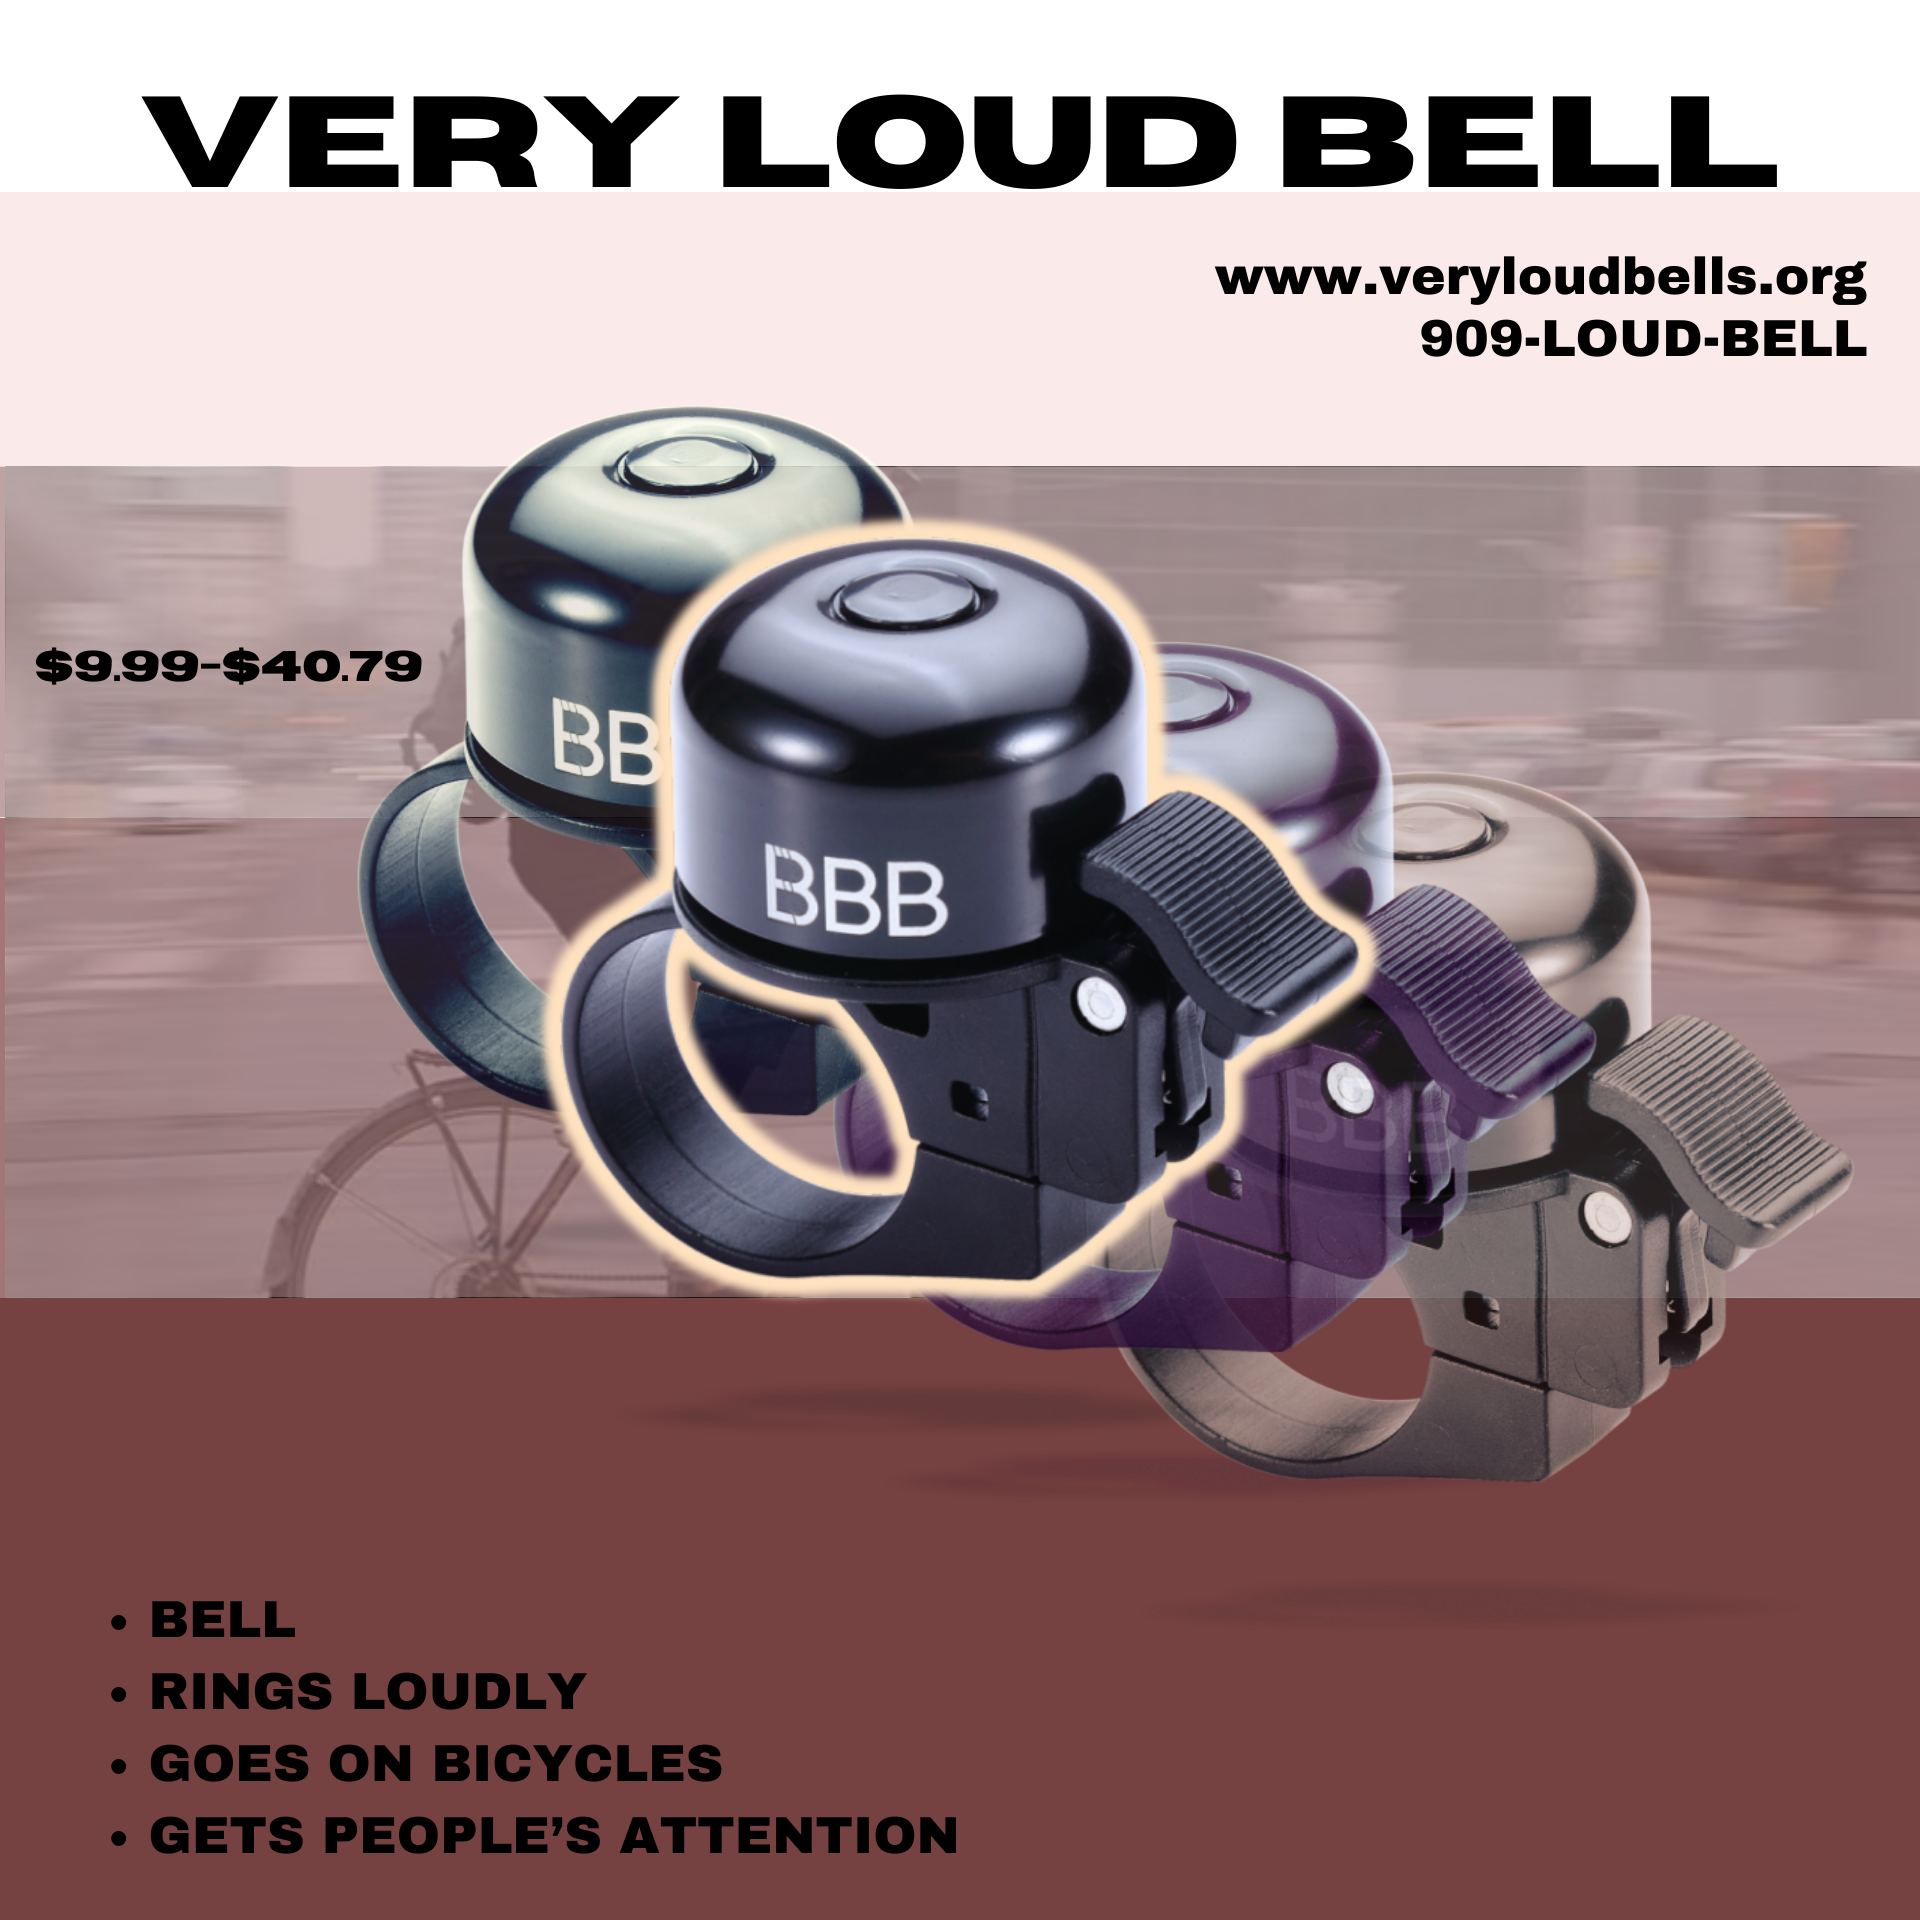 VERY LOUD BELL
www.veryloudbells.org
909-LOUD-BELL
$9.99–$40.79
BB
BBB
BBB
• BELL
• RINGS LOUDLY
• GOES ON BICYCLES
• GETS PEOPLE’S ATTENTION